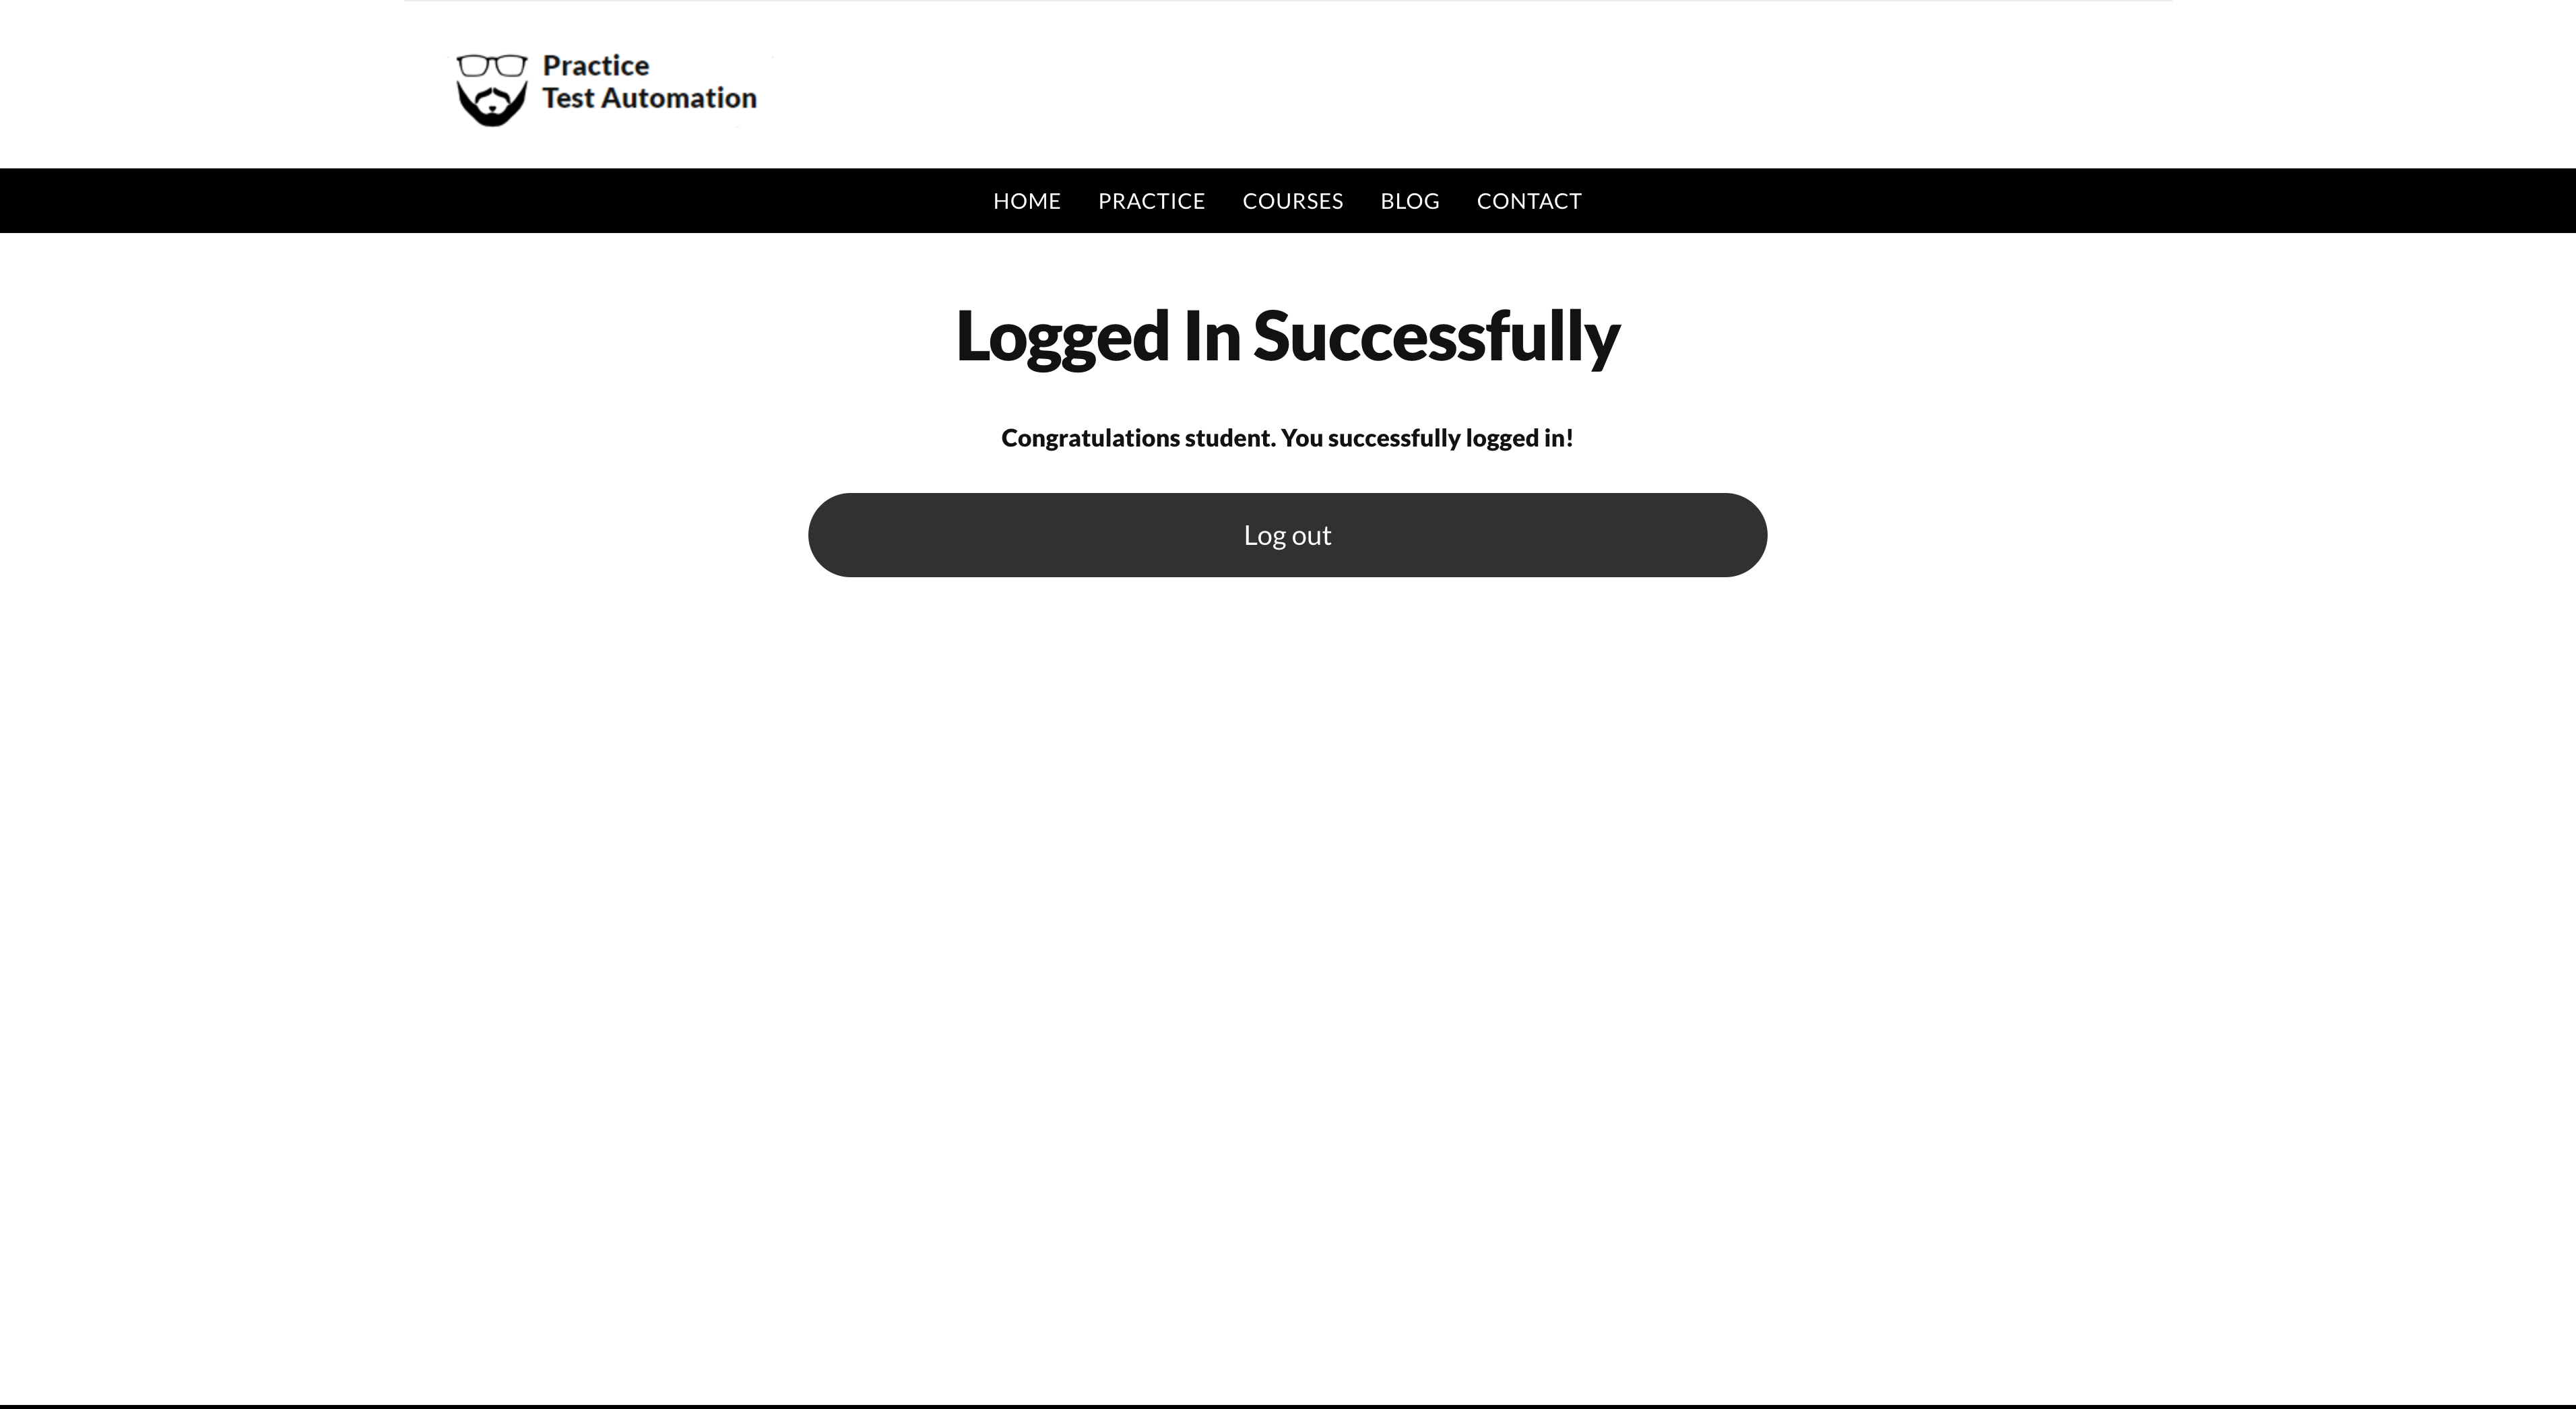 Practice
Test Automation
HOME PRACTICE COURSES BLOG CONTACT
Logged In Successfully
Congratulations student. You successfully logged in!
Log out